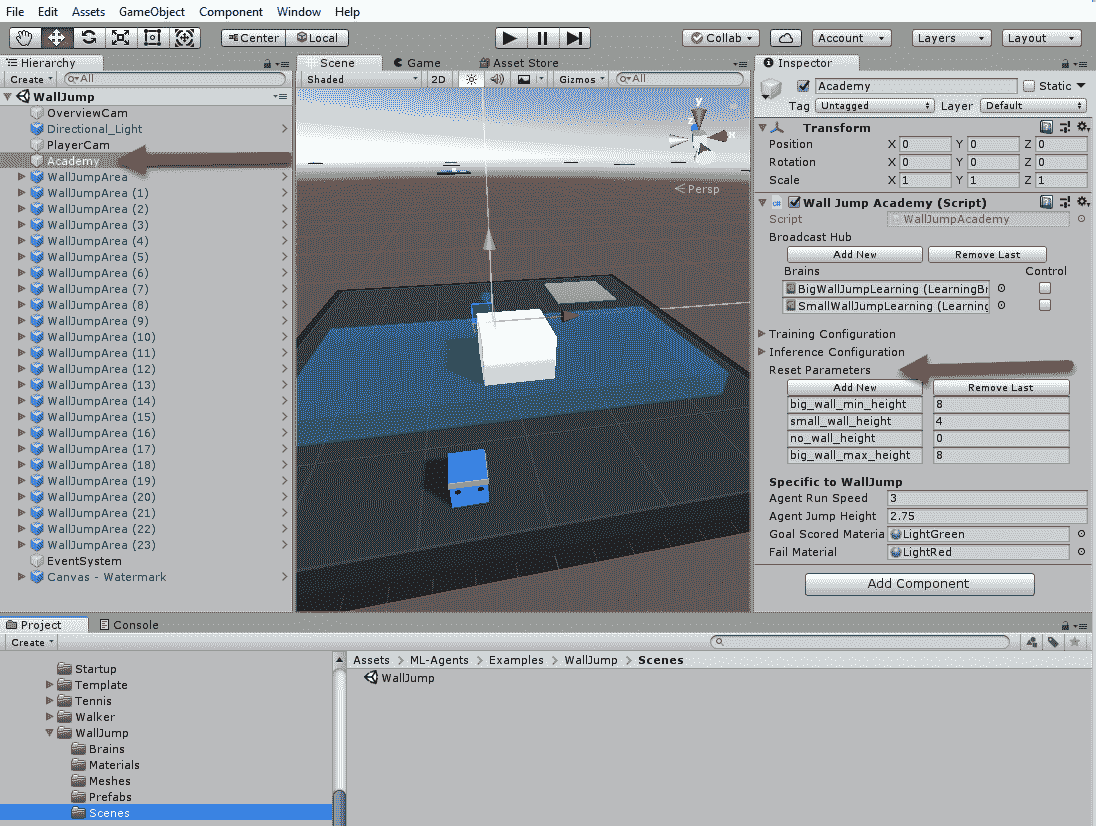 File Edit Assets GameObject Component Window Help
Center Local Collab Account Layers Layout
Hierarchy
Create All
WallJump
OverviewCam
Directional_Light
PlayerCam
Academy
WallJumpArea
WallJumpArea (1)
WallJumpArea (2)
WallJumpArea (3)
WallJumpArea (4)
WallJumpArea (5)
WallJumpArea (6)
WallJumpArea (7)
WallJumpArea (8)
WallJumpArea (9)
WallJumpArea (10)
WallJumpArea (11)
WallJumpArea (12)
WallJumpArea (13)
WallJumpArea (14)
WallJumpArea (15)
WallJumpArea (16)
WallJumpArea (17)
WallJumpArea (18)
WallJumpArea (19)
WallJumpArea (20)
WallJumpArea (21)
WallJumpArea (22)
WallJumpArea (23)
EventSystem
Canvas - Watermark
Scene Game Asset Store
Shaded 2D Gizmos All
y
z x
Persp
Inspector
Academy Static
Tag Untagged Layer Default
Transform
Position X 0 Y 0 Z 0
Rotation X 0 Y 0 Z 0
Scale X 1 Y 1 Z 1
Wall Jump Academy (Script)
Script WallJumpAcademy
Broadcast Hub
Add New Remove Last
Brains Control
BigWallJumpLearning (LearningBr
SmallWallJumpLearning (Learning
Training Configuration
Inference Configuration
Reset Parameters
Add New Remove Last
big_wall_min_height 8
small_wall_height 4
no_wall_height 0
big_wall_max_height 8
Specific to WallJump
Agent Run Speed 3
Agent Jump Height 2.75
Goal Scored Materia LightGreen
Fail Material LightRed
Add Component
Project Console
Create
Startup
Template
Tennis
Walker
WallJump
Brains
Materials
Meshes
Prefabs
Scenes
Assets > ML-Agents > Examples > WallJump > Scenes
WallJump